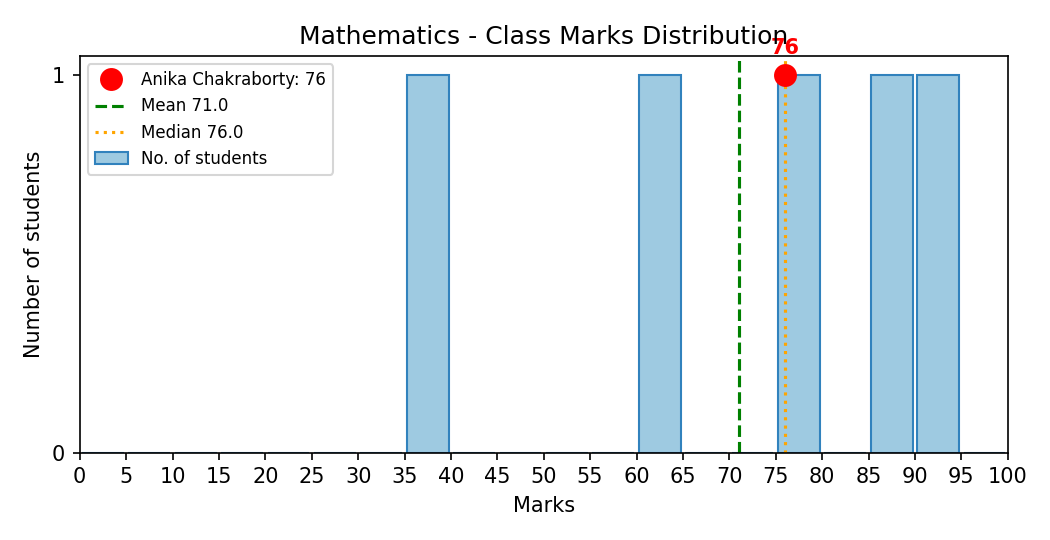 Mathematics - Class Marks Distribution
76
Anika Chakraborty: 76
Mean 71.0
Median 76.0
No. of students
Number of students
1
0
0 5 10 15 20 25 30 35 40 45 50 55 60 65 70 75 80 85 90 95 100
Marks